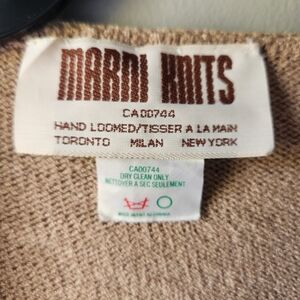 MARDI KNITS
CA00744
HAND LOOMED/TISSER A LA MAIN
TORONTO MILAN NEW YORK
CA00744
DRY CLEAN ONLY
NETTOYER A SEC SEULEMENT